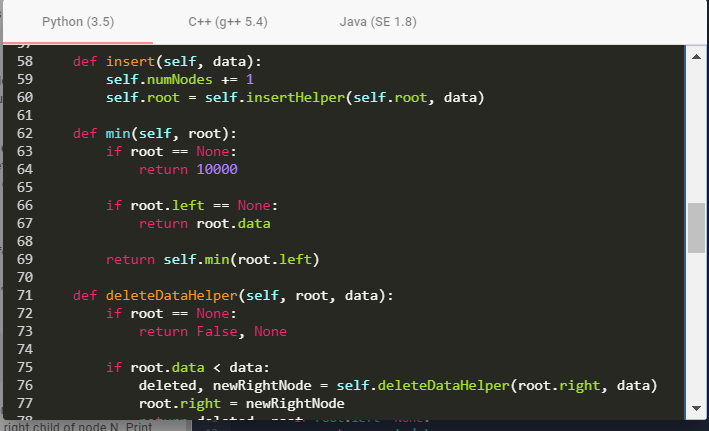 Python (3.5) C++ (g++ 5.4) Java (SE 1.8)
58 def insert(self, data):
59 self.numNodes += 1
60 self.root = self.insertHelper(self.root, data)
61
62 def min(self, root):
63 if root == None:
64 return 10000
65
66 if root.left == None:
67 return root.data
68
69 return self.min(root.left)
70
71 def deleteDataHelper(self, root, data):
72 if root == None:
73 return False, None
74
75 if root.data < data:
76 deleted, newRightNode = self.deleteDataHelper(root.right, data)
77 root.right = newRightNode
right child of node N. Print